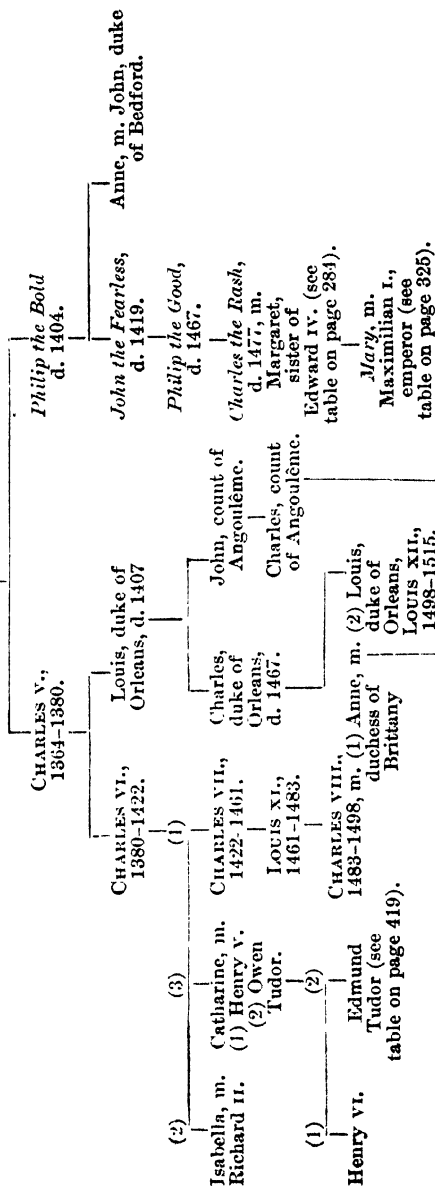 CHARLES V.,
1364–1380.
Philip the Bold
d. 1404.
CHARLES VI.,
1380–1422.
Louis, duke of
Orleans, d. 1407
John the Fearless,
d. 1419.
Anne, m. John, duke
of Bedford.
(2)
(3)
(1)
Isabella, m.
Richard II.
Catharine, m.
(1) Henry V.
(2) Owen
Tudor.
CHARLES VII.,
1422-1461.
Charles,
duke of
Orleans,
d. 1467.
John, count of
Angoulême.
Philip the Good,
d. 1467.
LOUIS XI.,
1461–1483.
Charles, count
of Angoulême.
Charles the Rash,
d. 1477, m.
Margaret,
sister of
Edward IV. (see
table on page 284).
(1)
(2)
Henry VI.
Edmund
Tudor (see
table on page 419).
CHARLES VIII.,
1483–1498, m. (1) Anne, m. (2) Louis,
duchess of
Brittany
duke of
Orleans,
LOUIS XII.,
1498–1515.
Mary, m.
Maximilian I.,
emperor (see
table on page 325).